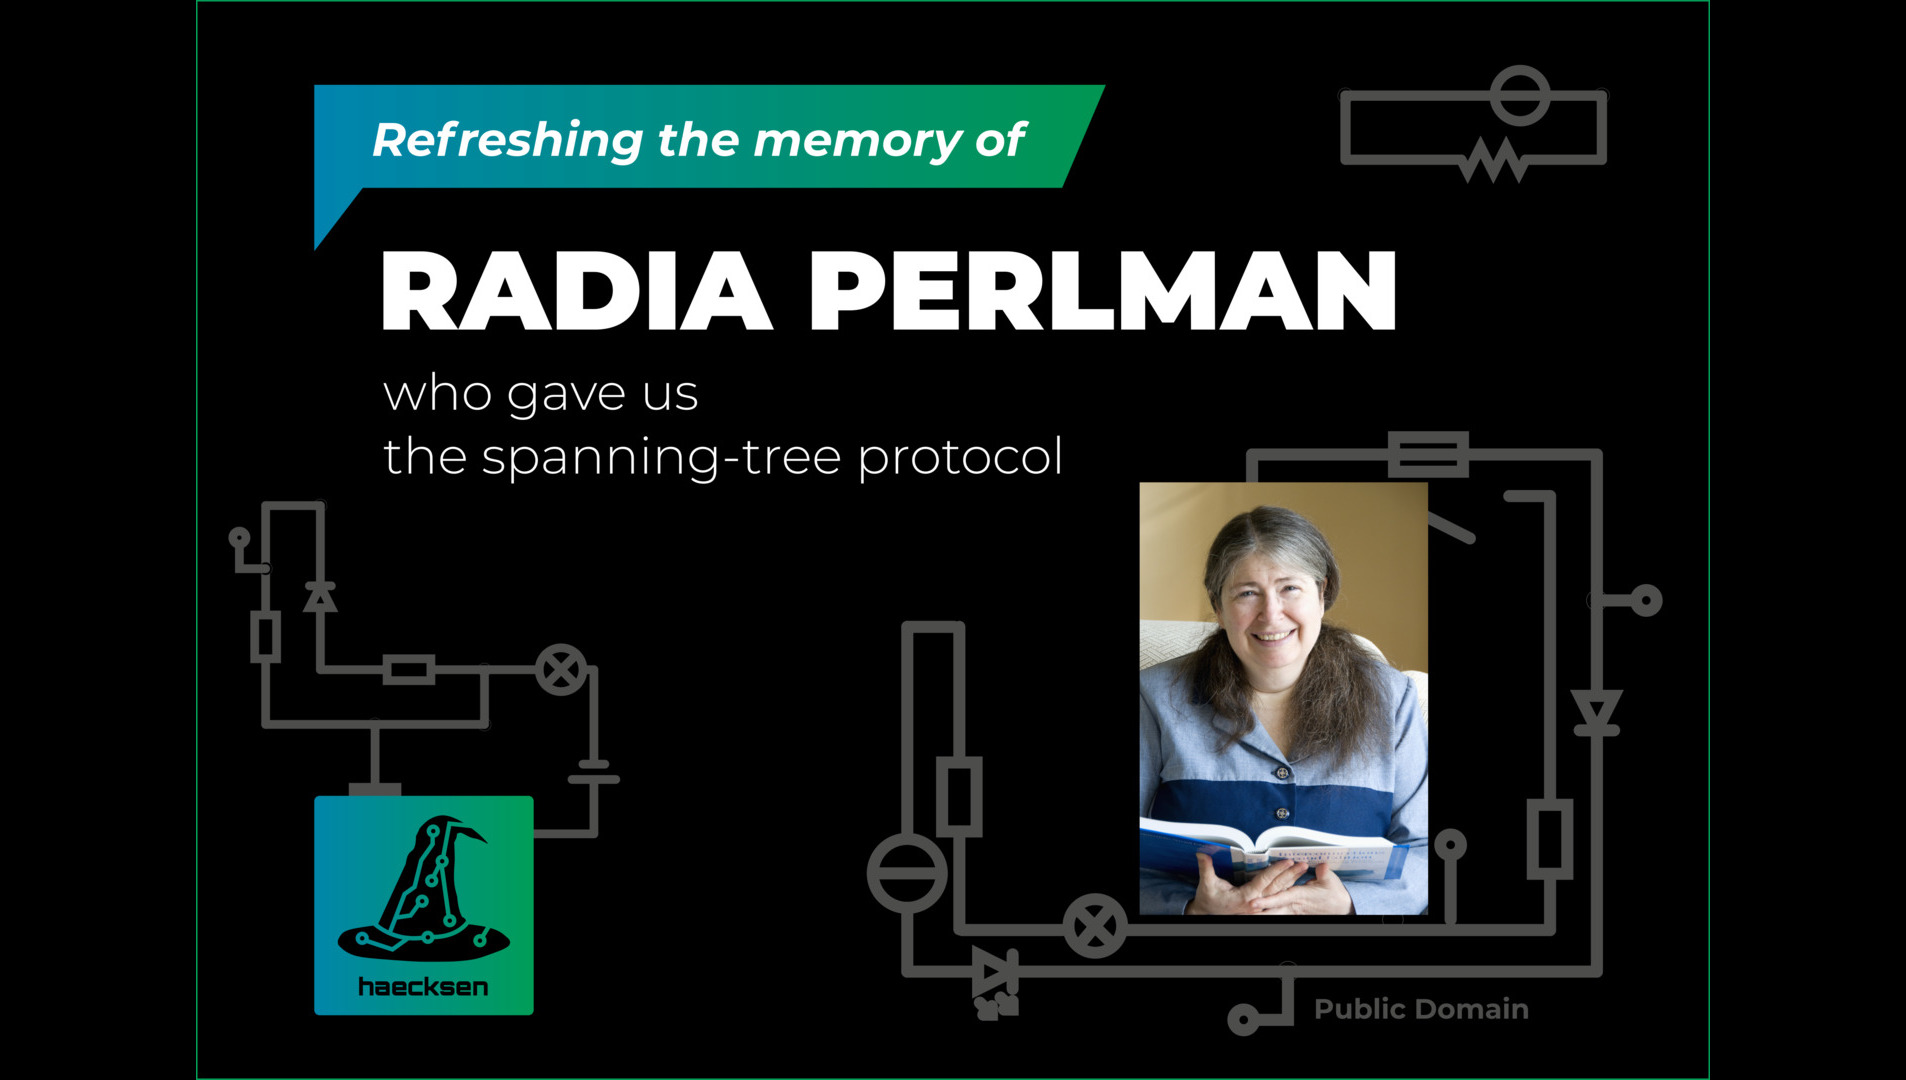 Refreshing the memory of
RADIA PERLMAN
who gave us
the spanning-tree protocol
haecksen
Public Domain